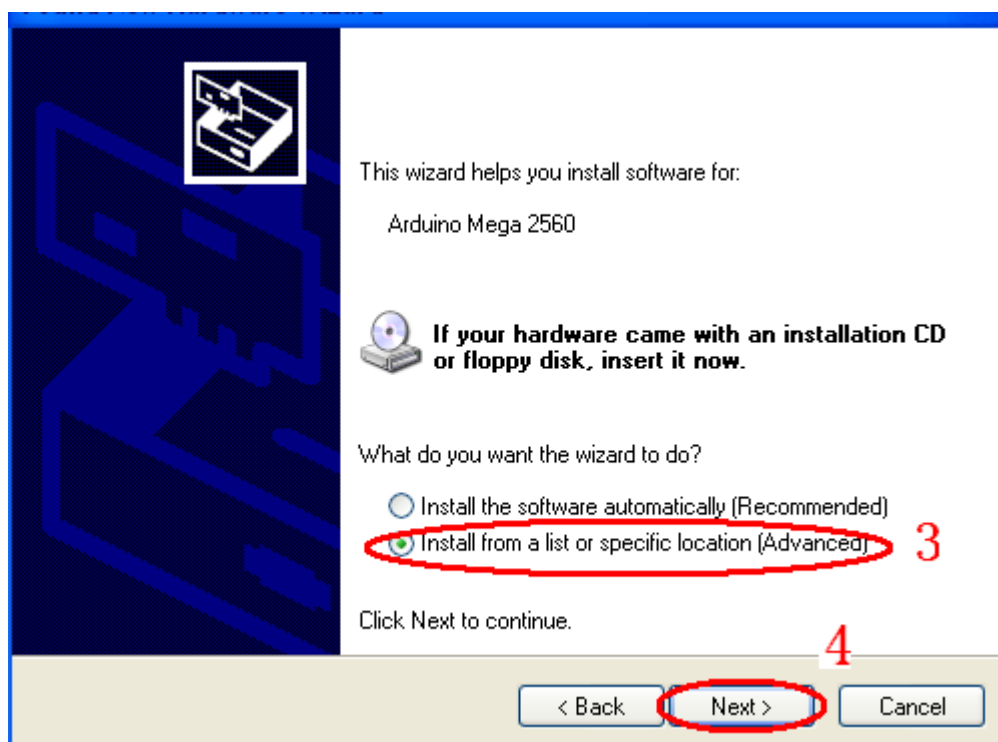 This wizard helps you install software for:
Arduino Mega 2560
If your hardware came with an installation CD
or floppy disk, insert it now.
What do you want the wizard to do?
Install the software automatically (Recommended)
Install from a list or specific location (Advanced)
3
Click Next to continue.
4
< Back
Next >
Cancel